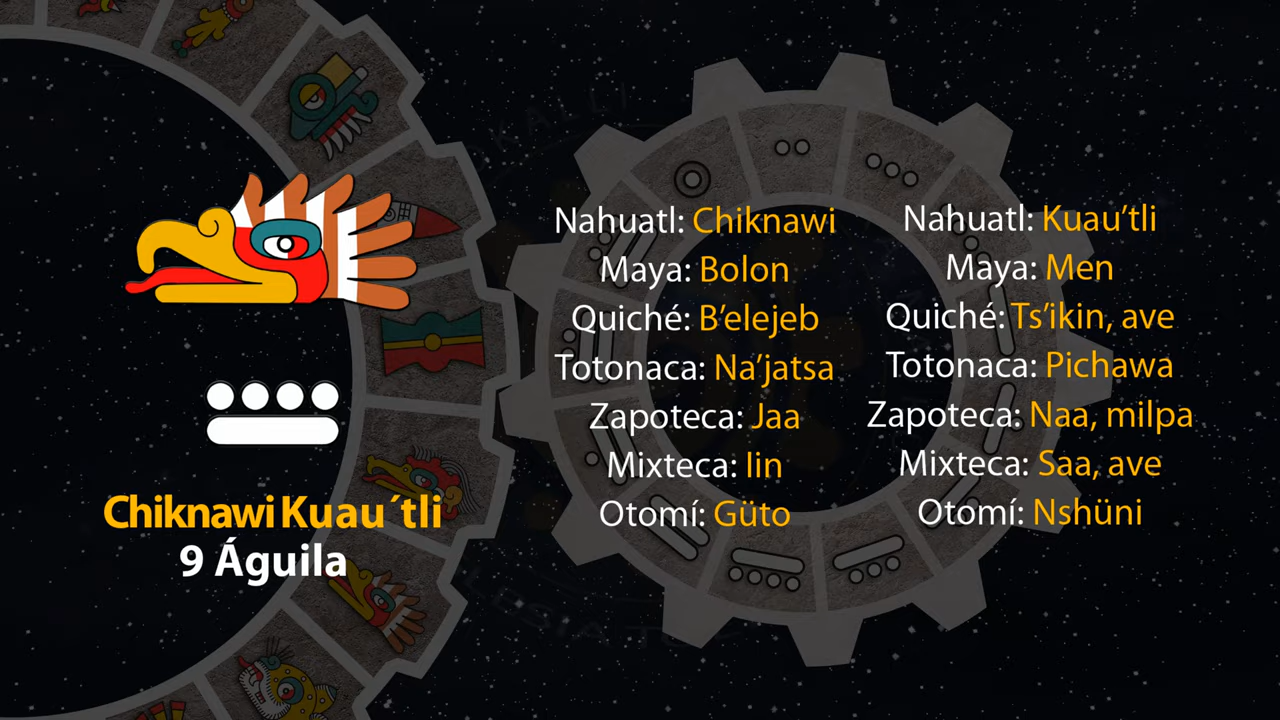 Nahuatl: Chiknawi
Maya: Bolon
Quiché: B’elejeb
Totonaca: Na’jatsa
Zapoteca: Jaa
Mixteca: Iin
Otomí: Güto
Nahuatl: Kuau’tli
Maya: Men
Quiché: Ts’ikin, ave
Totonaca: Pichawa
Zapoteca: Naa, milpa
Mixteca: Saa, ave
Otomí: Nshüni
Chiknawi Kuau´tli
9 Águila